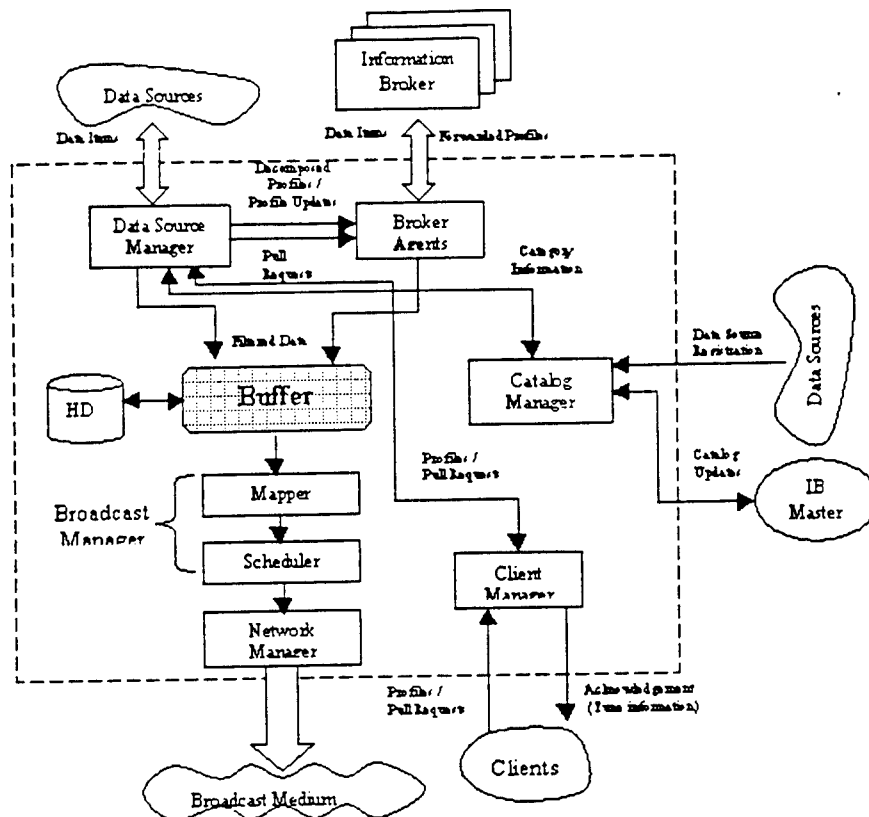 Information
Broker
Data Sources
Data Items
Data Items
Forwarded Profiles
Decomposed
Profiles /
Profile Updates
Data Source
Manager
Broker
Agents
Pull
Requests
Category
Information
Filtered Data
Data Source
Registration
Data Sources
HD
Buffer
Catalog
Manager
Profiles /
Pull Request
Catalog
Updates
IB
Master
Mapper
Broadcast
Manager
Scheduler
Client
Manager
Network
Manager
Profiles /
Pull Requests
Acknowledgement
(Tune information)
Clients
Broadcast Medium